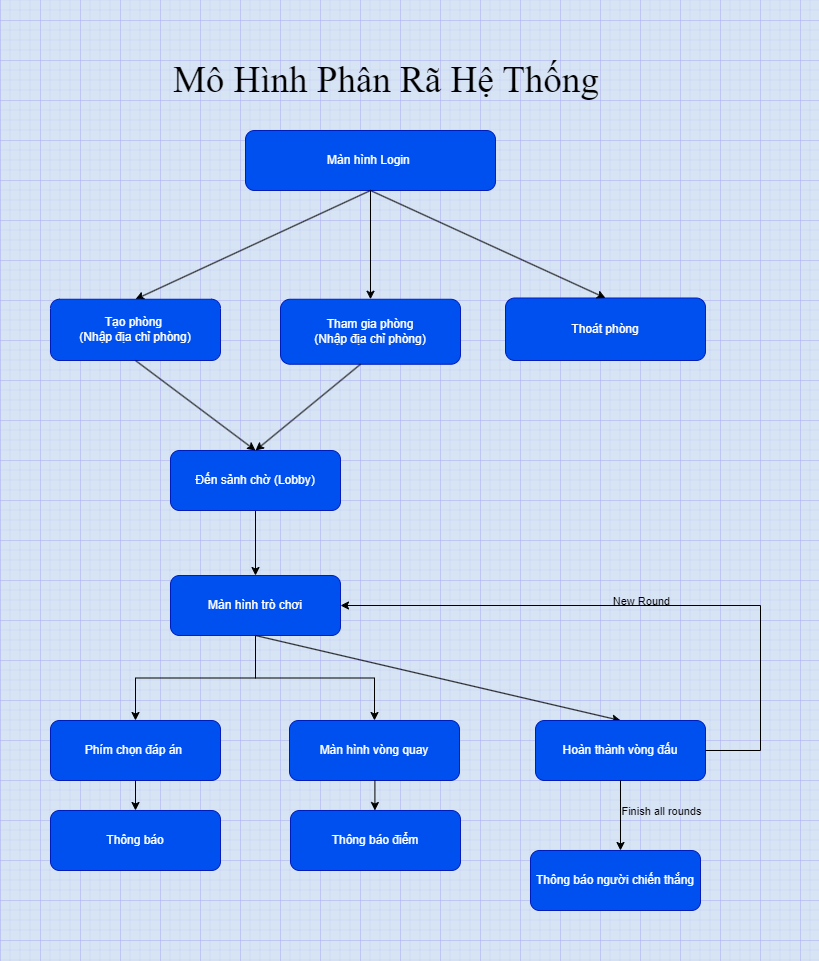 Mô Hình Phân Rã Hệ Thống
Màn hình Login
Tạo phòng
(Nhập địa chỉ phòng)
Tham gia phòng
(Nhập địa chỉ phòng)
Thoát phòng
Đến sảnh chờ (Lobby)
Màn hình trò chơi
New Round
Phím chọn đáp án
Màn hình vòng quay
Hoàn thành vòng đấu
Thông báo
Thông báo điểm
Finish all rounds
Thông báo người chiến thắng